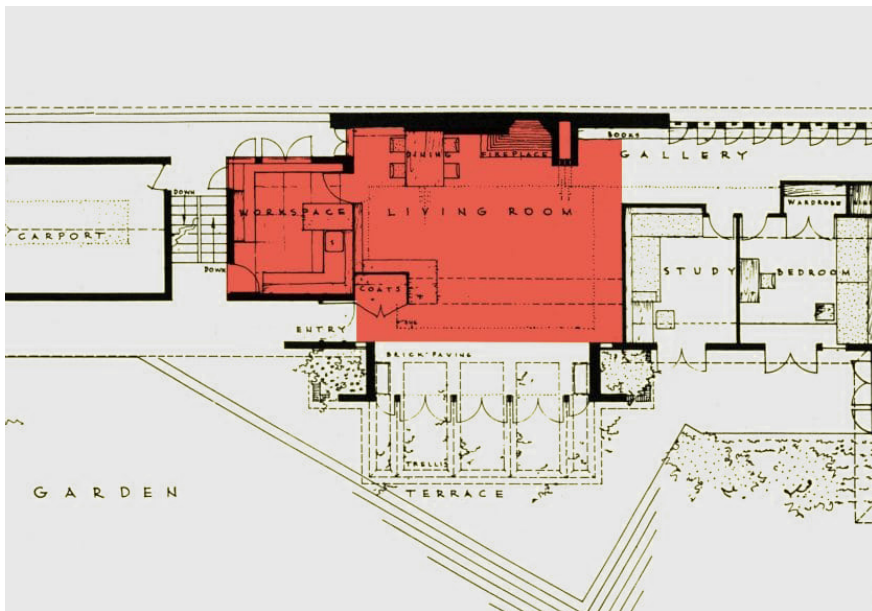 BOOKS
DINING
FIREPLACE
GALLERY
DOWN
WARDROBE
WORKSPACE
LIVING ROOM
CARPORT
S
DOWN
STUDY
BEDROOM
COATS
ENTRY
BRICK PAVING
TRELLIS
GARDEN
TERRACE